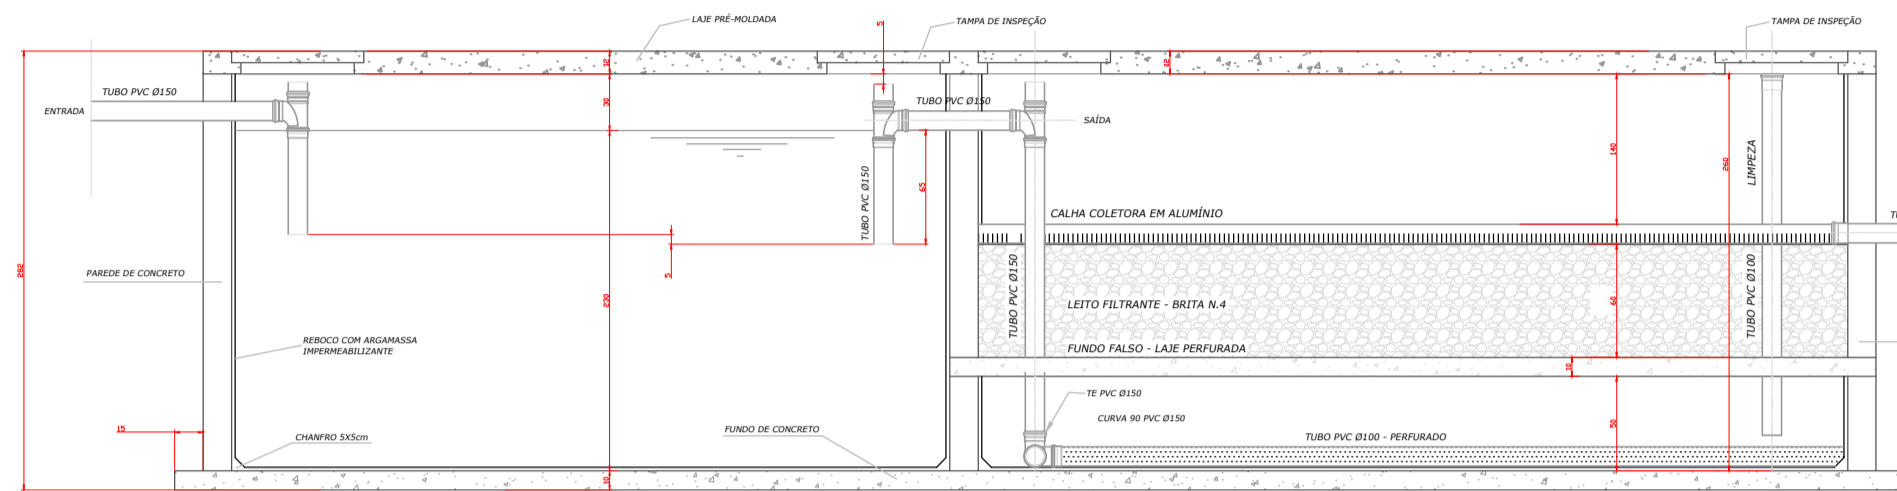 LAJE PRÉ-MOLDADA
TAMPA DE INSPEÇÃO
TAMPA DE INSPEÇÃO
5
12
12
TUBO PVC Ø150
ENTRADA
30
TUBO PVC Ø150
SAÍDA
140
260
LIMPEZA
TUBO PVC Ø150
65
CALHA COLETORA EM ALUMÍNIO
282
PAREDE DE CONCRETO
5
230
TUBO PVC Ø150
LEITO FILTRANTE - BRITA N.4
60
TUBO PVC Ø100
REBOCO COM ARGAMASSA
IMPERMEABILIZANTE
FUNDO FALSO - LAJE PERFURADA
10
TE PVC Ø150
CURVA 90 PVC Ø150
15
CHANFRO 5X5cm
FUNDO DE CONCRETO
TUBO PVC Ø100 - PERFURADO
50
10